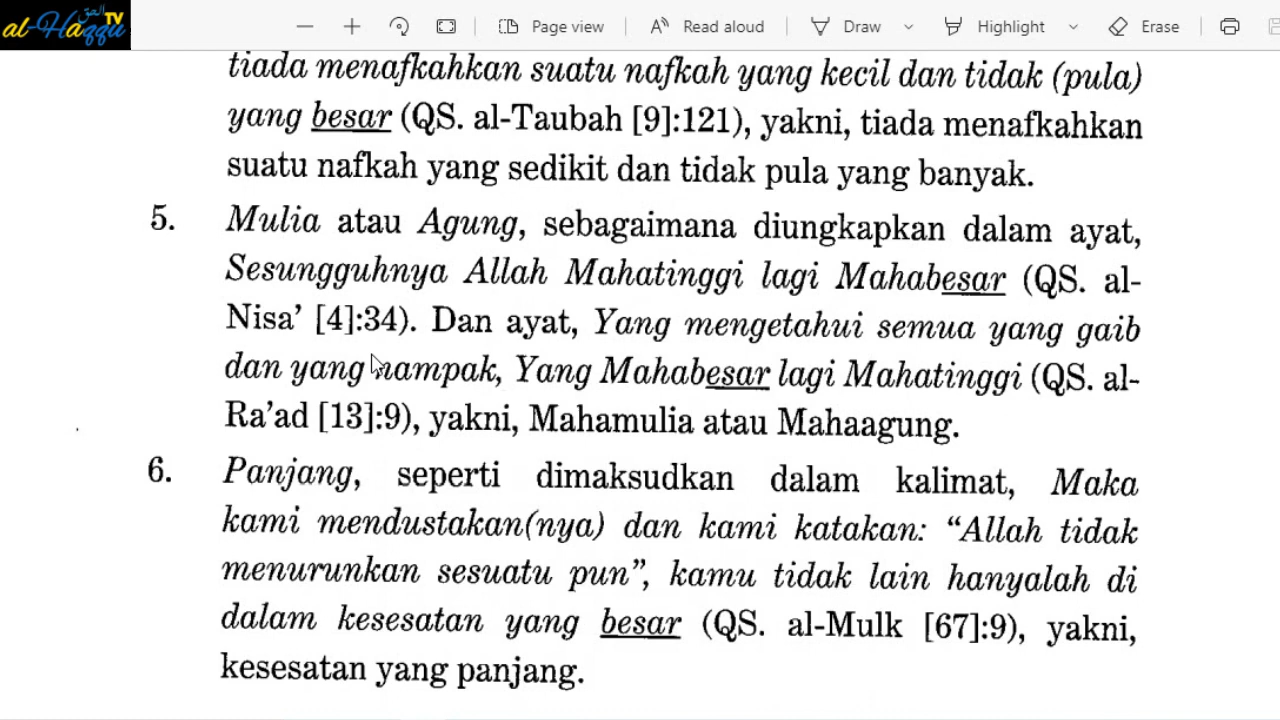 الحق
al-Haqqu TV
Page view
Read aloud
Draw
Highlight
Erase
tiada menafkahkan suatu nafkah yang kecil dan tidak (pula)
yang besar (QS. al-Taubah [9]:121), yakni, tiada menafkahkan
suatu nafkah yang sedikit dan tidak pula yang banyak.
5. Mulia atau Agung, sebagaimana diungkapkan dalam ayat,
Sesungguhnya Allah Mahatinggi lagi Mahabesar (QS. al-
Nisa’ [4]:34). Dan ayat, Yang mengetahui semua yang gaib
dan yang nampak, Yang Mahabesar lagi Mahatinggi (QS. al-
Ra’ad [13]:9), yakni, Mahamulia atau Mahaagung.
6. Panjang, seperti dimaksudkan dalam kalimat, Maka
kami mendustakan(nya) dan kami katakan: “Allah tidak
menurunkan sesuatu pun”, kamu tidak lain hanyalah di
dalam kesesatan yang besar (QS. al-Mulk [67]:9), yakni,
kesesatan yang panjang.